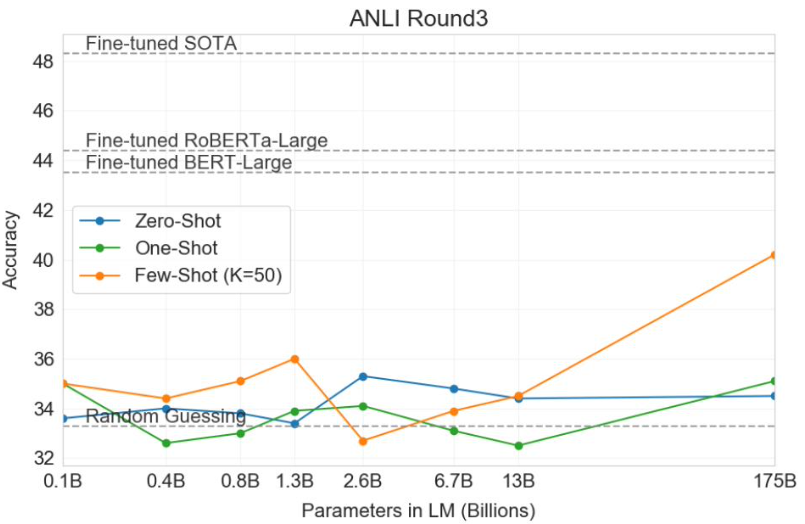 ANLI Round3
Fine-tuned SOTA
48
46
Fine-tuned RoBERTa-Large
44
Fine-tuned BERT-Large
42
Zero-Shot
One-Shot
Few-Shot (K=50)
Accuracy
40
38
36
34
Random Guessing
32
0.1B 0.4B 0.8B 1.3B 2.6B 6.7B 13B 175B
Parameters in LM (Billions)